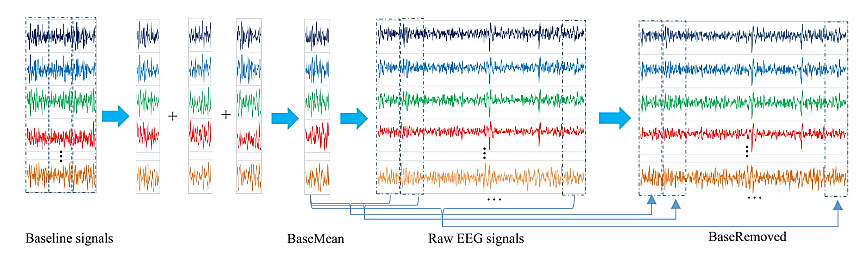 + +
Baseline signals BaseMean Raw EEG signals BaseRemoved